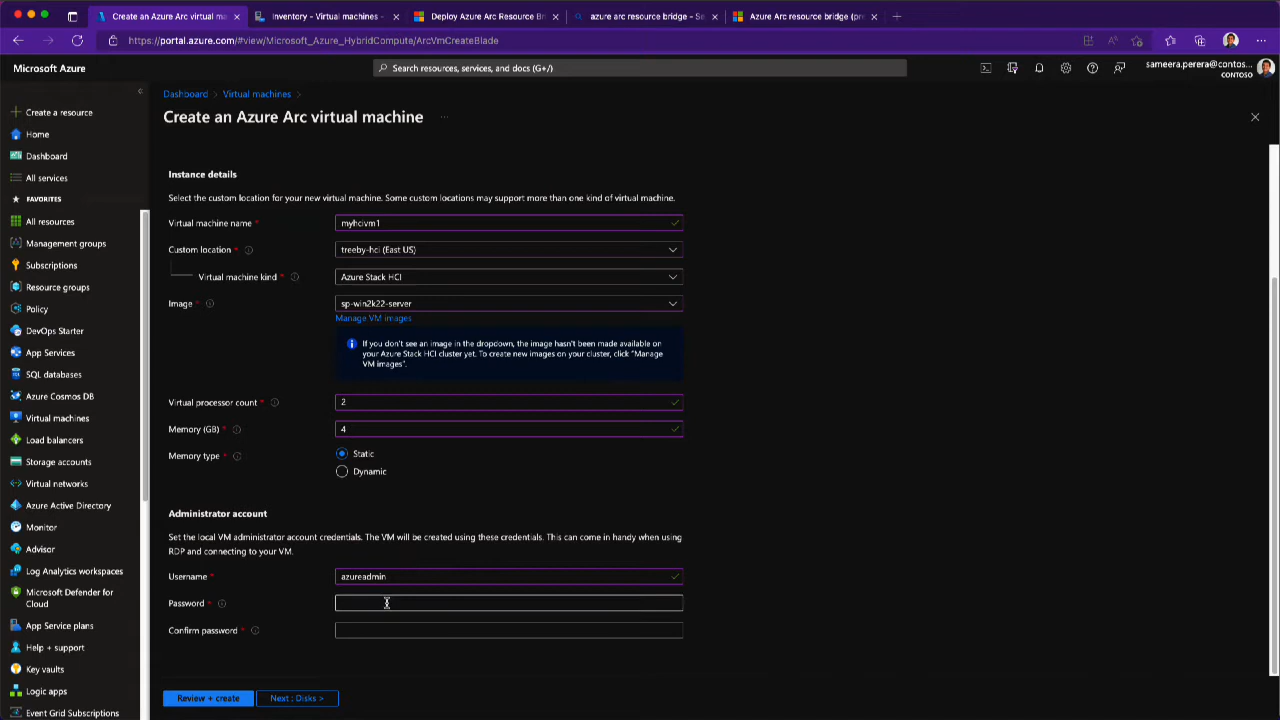 Create an Azure Arc virtual ma
Inventory - Virtual machines -
Deploy Azure Arc Resource Br
azure arc resource bridge - Se
Azure Arc resource bridge (pre
https://portal.azure.com/#view/Microsoft_Azure_HybridCompute/ArcVmCreateBlade
Microsoft Azure
Search resources, services, and docs (G+/)
sameera.perera@contos...
CONTOSO
Create a resource
Home
Dashboard
All services
FAVORITES
All resources
Management groups
Subscriptions
Resource groups
Policy
DevOps Starter
App Services
SQL databases
Azure Cosmos DB
Virtual machines
Load balancers
Storage accounts
Virtual networks
Azure Active Directory
Monitor
Advisor
Log Analytics workspaces
Microsoft Defender for
Cloud
App Service plans
Help + support
Key vaults
Logic apps
Event Grid Subscriptions
Dashboard > Virtual machines >
Create an Azure Arc virtual machine ...
Instance details
Select the custom location for your new virtual machine. Some custom locations may support more than one kind of virtual machine.
Virtual machine name * myhcivm1
Custom location * treeby-hci (East US)
Virtual machine kind * Azure Stack HCI
Image * sp-win2k22-server
Manage VM images
If you don't see an image in the dropdown, the image hasn't been made available on
your Azure Stack HCI cluster yet. To create new images on your cluster, click "Manage
VM images".
Virtual processor count * 2
Memory (GB) * 4
Memory type * Static
Dynamic
Administrator account
Set the local VM administrator account credentials. The VM will be created using these credentials. This can come in handy when using
RDP and connecting to your VM.
Username * azureadmin
Password *
Confirm password *
Review + create
Next : Disks >